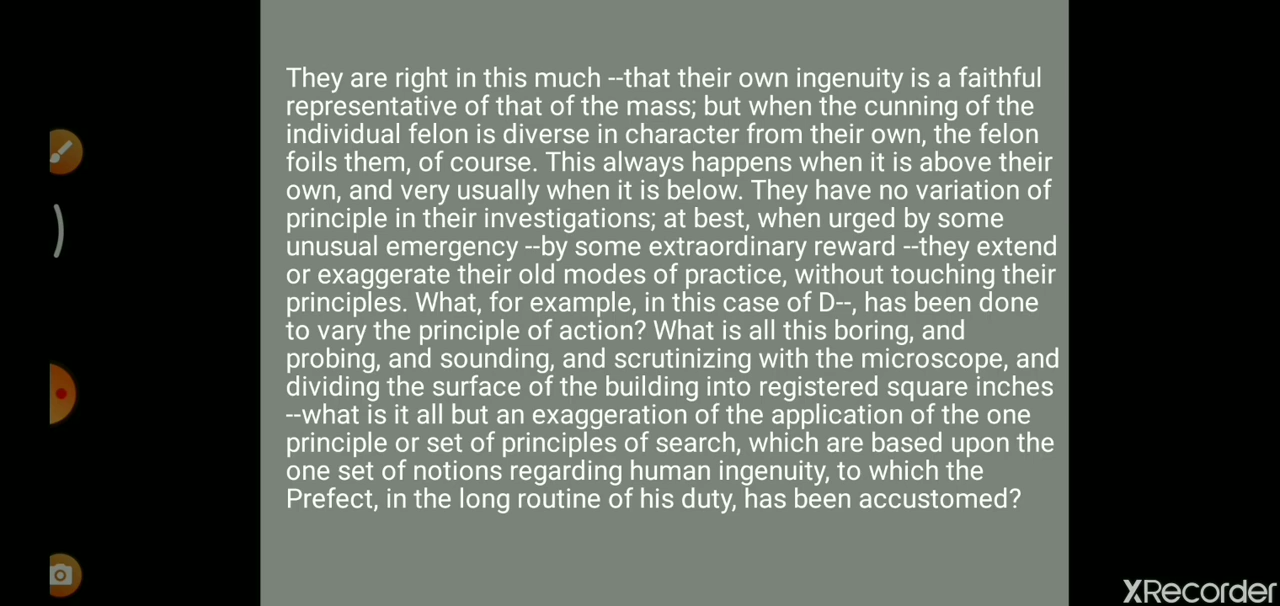 They are right in this much --that their own ingenuity is a faithful
representative of that of the mass; but when the cunning of the
individual felon is diverse in character from their own, the felon
foils them, of course. This always happens when it is above their
own, and very usually when it is below. They have no variation of
principle in their investigations; at best, when urged by some
unusual emergency --by some extraordinary reward --they extend
or exaggerate their old modes of practice, without touching their
principles. What, for example, in this case of D--, has been done
to vary the principle of action? What is all this boring, and
probing, and sounding, and scrutinizing with the microscope, and
dividing the surface of the building into registered square inches
--what is it all but an exaggeration of the application of the one
principle or set of principles of search, which are based upon the
one set of notions regarding human ingenuity, to which the
Prefect, in the long routine of his duty, has been accustomed?
XRecorder